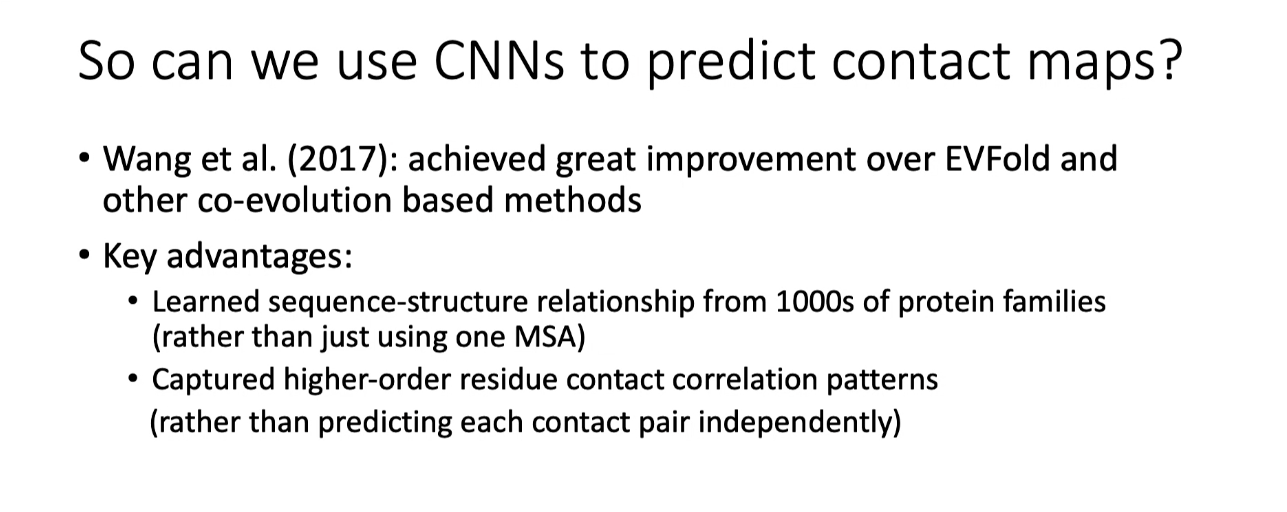 So can we use CNNs to predict contact maps?
• Wang et al. (2017): achieved great improvement over EVFold and
other co-evolution based methods
• Key advantages:
• Learned sequence-structure relationship from 1000s of protein families
(rather than just using one MSA)
• Captured higher-order residue contact correlation patterns
(rather than predicting each contact pair independently)